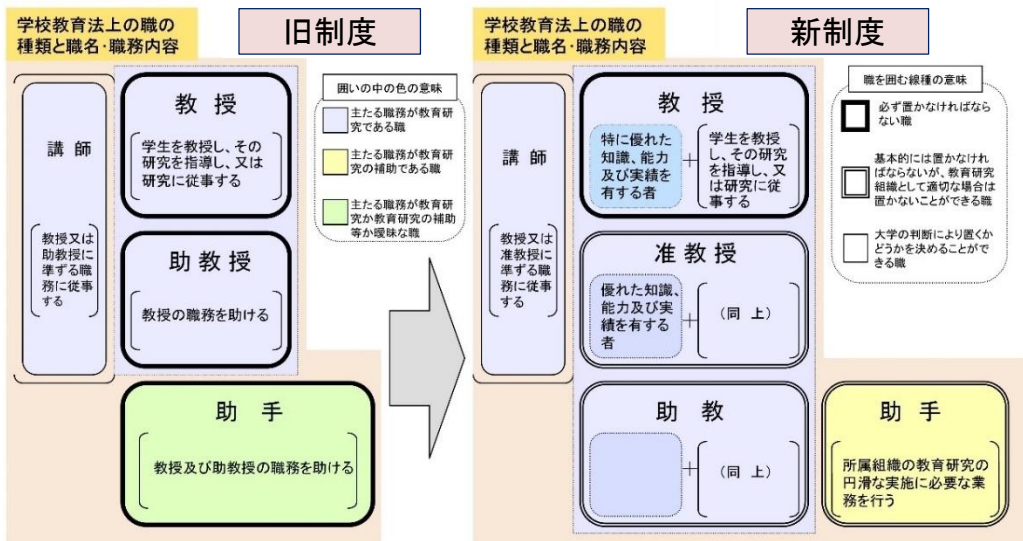 学校教育法上の職の
種類と職名・職務内容
旧制度
講師
教授又は
助教授に
準ずる職
務に従事
する
教授
学生を教授し、その
研究を指導し、又は
研究に従事する
助教授
教授の職務を助ける
助手
教授及び助教授の職務を助ける
囲いの中の色の意味
主たる職務が教育研
究である職
主たる職務が教育研
究の補助である職
主たる職務が教育研
究か教育研究の補助
等か曖昧な職
学校教育法上の職の
種類と職名・職務内容
新制度
講師
教授又は
准教授に
準ずる職
務に従事
する
教授
特に優れた
知識、能力
及び実績を
有する者
+
学生を教授
し、その研究
を指導し、又
は研究に従
事する
准教授
優れた知識、
能力及び実
績を有する
者
+
(同上)
助教
+
(同上)
助手
所属組織の教育研究の
円滑な実施に必要な業
務を行う
職を囲む線種の意味
必ず置かなければなら
ない職
基本的には置かなけれ
ばならないが、教育研究
組織として適切な場合は
置かないことができる職
大学の判断により置くか
どうかを決めることがで
きる職